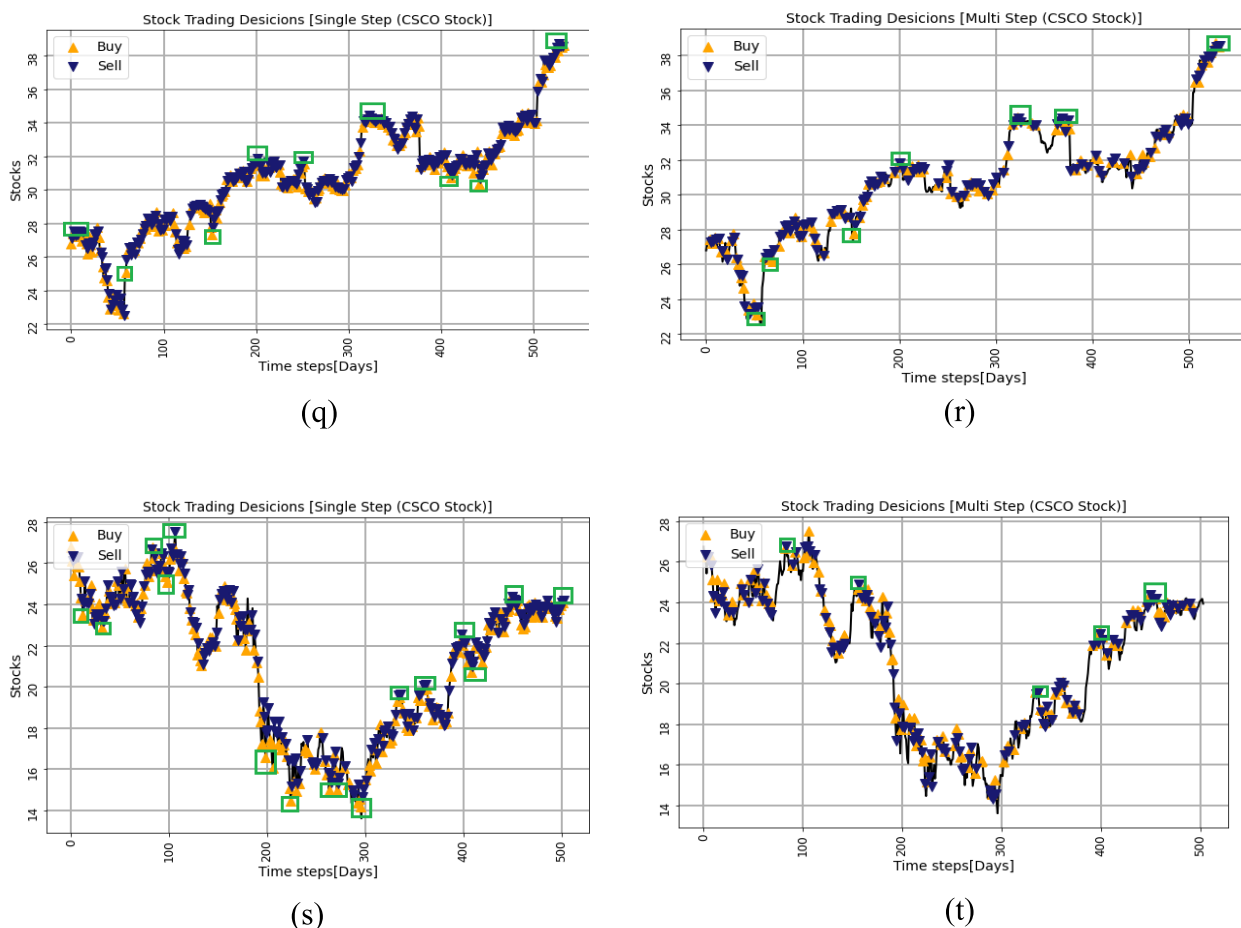 Stock Trading Desicions [Single Step (CSCO Stock)]
Buy
Sell
38
36
34
32
30
28
26
24
22
Stocks
0
100
200
300
400
500
Time steps[Days]
(q)
Stock Trading Desicions [Multi Step (CSCO Stock)]
Buy
Sell
38
36
34
32
30
28
26
24
22
Stocks
0
100
200
300
400
500
Time steps[Days]
(r)
Stock Trading Desicions [Single Step (CSCO Stock)]
Buy
Sell
28
26
24
22
20
18
16
14
Stocks
0
100
200
300
400
500
Time steps[Days]
(s)
Stock Trading Desicions [Multi Step (CSCO Stock)]
Buy
Sell
28
26
24
22
20
18
16
14
Stocks
0
100
200
300
400
500
Time steps[Days]
(t)